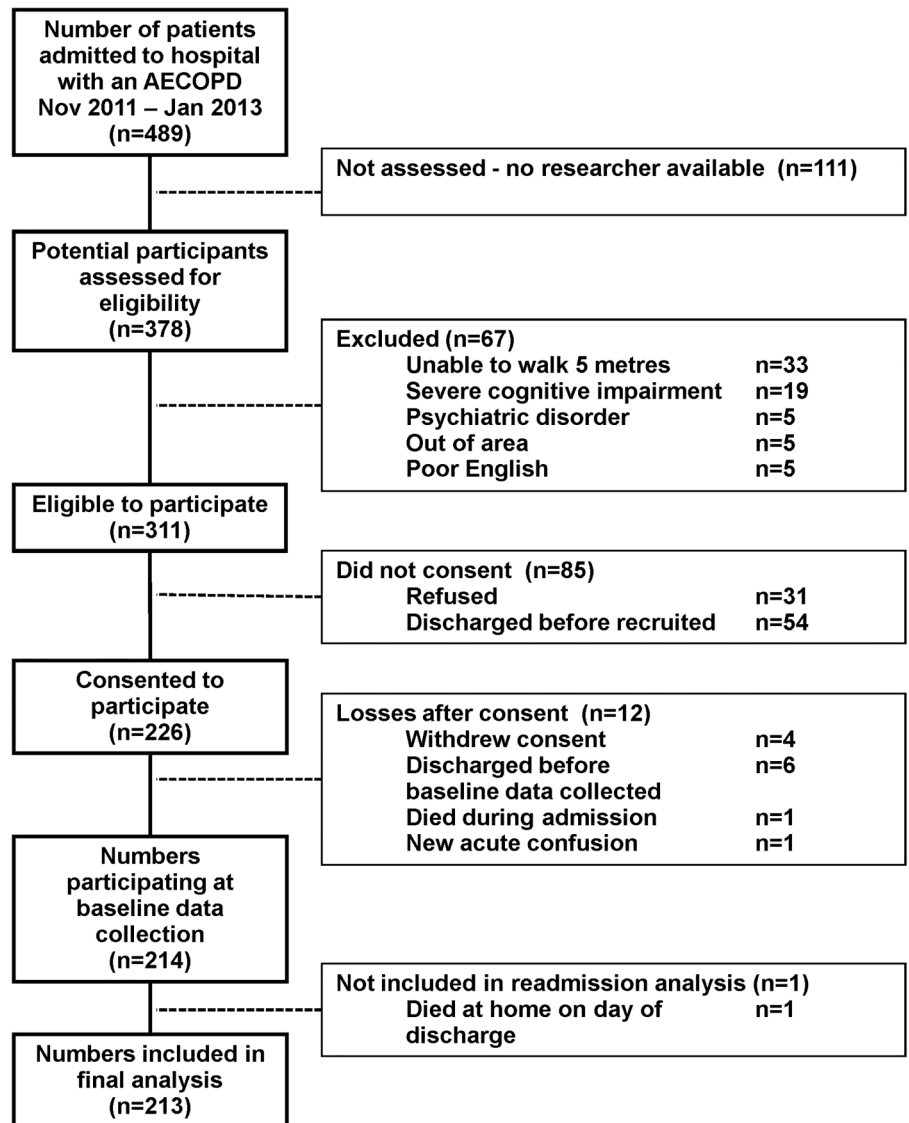 Number of patients
admitted to hospital
with an AECOPD
Nov 2011 – Jan 2013
(n=489)
Not assessed - no researcher available (n=111)
Potential participants
assessed for
eligibility
(n=378)
Excluded (n=67)
Unable to walk 5 metres n=33
Severe cognitive impairment n=19
Psychiatric disorder n=5
Out of area n=5
Poor English n=5
Eligible to participate
(n=311)
Did not consent (n=85)
Refused n=31
Discharged before recruited n=54
Consented to
participate
(n=226)
Losses after consent (n=12)
Withdrew consent n=4
Discharged before n=6
baseline data collected
Died during admission n=1
New acute confusion n=1
Numbers
participating at
baseline data
collection
(n=214)
Not included in readmission analysis (n=1)
Died at home on day of n=1
discharge
Numbers included in
final analysis
(n=213)